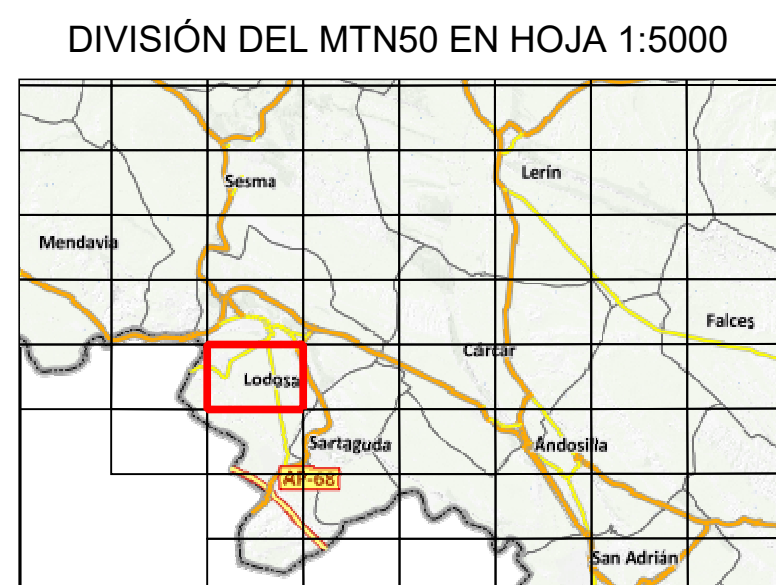 DIVISIÓN DEL MTN50 EN HOJA 1:5000
Sesma
Lerín
Mendavia
Falces
Cárcar
Lodosa
Sartaguda
Andosilla
AP-68
San Adrián